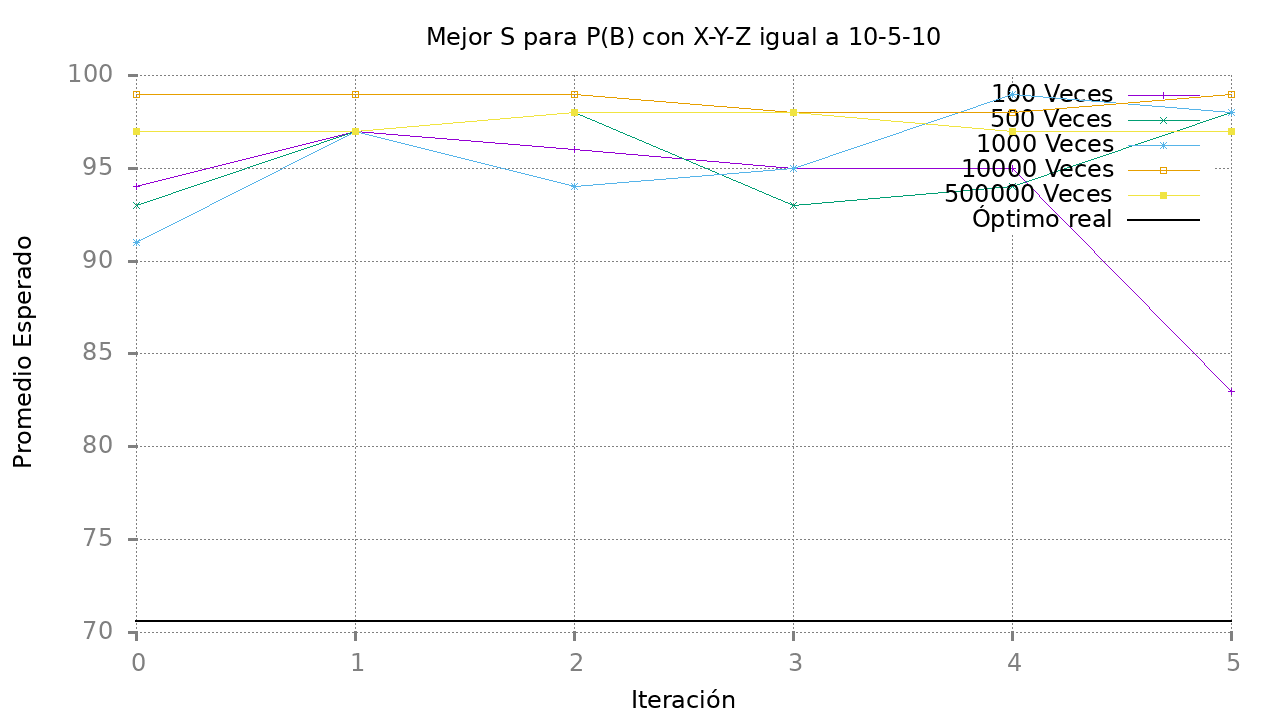 Mejor S para P(B) con X-Y-Z igual a 10-5-10
Promedio Esperado
100
95
90
85
80
75
70
100 Veces
500 Veces
1000 Veces
10000 Veces
500000 Veces
Óptimo real
0 1 2 3 4 5
Iteración